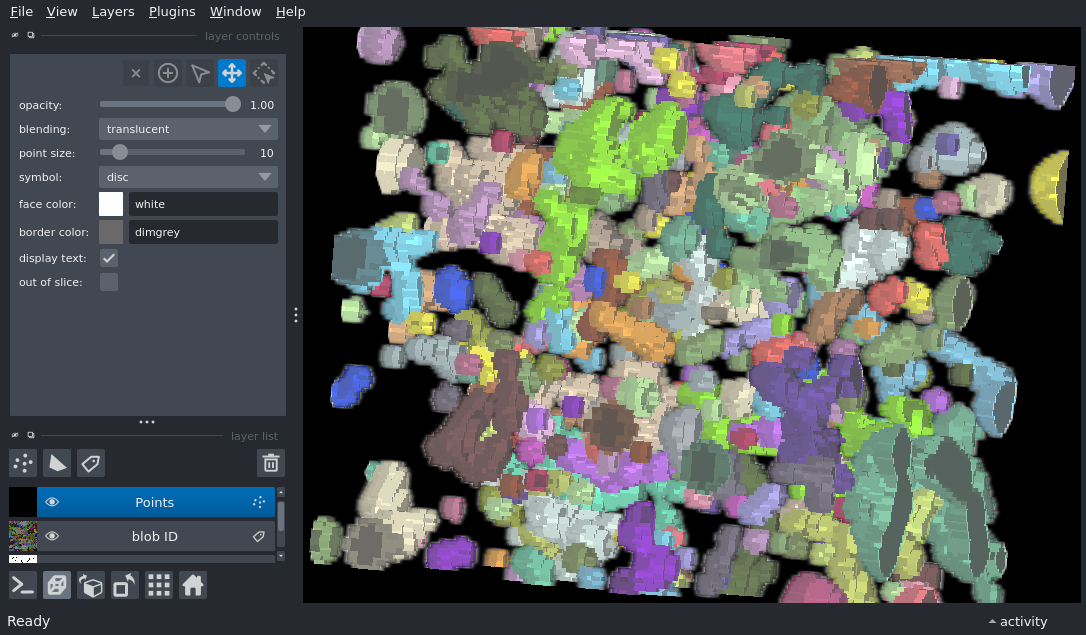 File View Layers Plugins Window Help
layer controls
opacity: 1.00
blending: translucent
point size: 10
symbol: disc
face color: white
border color: dimgrey
display text:
out of slice:
layer list
Points
blob ID
Ready activity